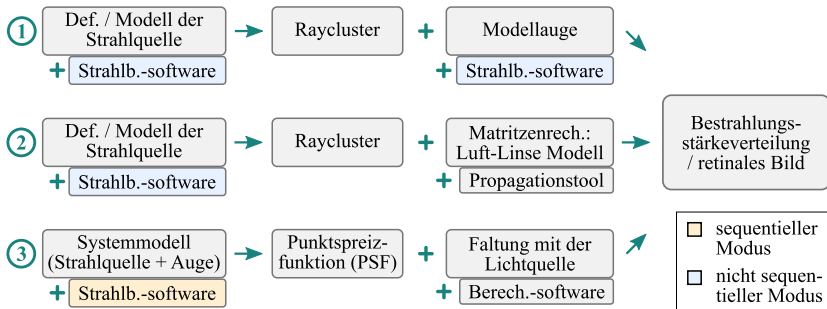 1
Def. / Modell der
Strahlquelle
+ Strahlb.-software
Raycluster
+
Modellauge
+ Strahlb.-software
2
Def. / Modell der
Strahlquelle
+ Strahlb.-software
Raycluster
+
Matritzenrech.:
Luft-Linse Modell
+ Propagationstool
3
Systemmodell
(Strahlquelle + Auge)
+ Strahlb.-software
Punktspreiz-
funktion (PSF)
+
Faltung mit der
Lichtquelle
+ Berech.-software
Bestrahlungs-
stärkeverteilung
/ retinales Bild
sequentieller
Modus
nicht sequen-
tieller Modus